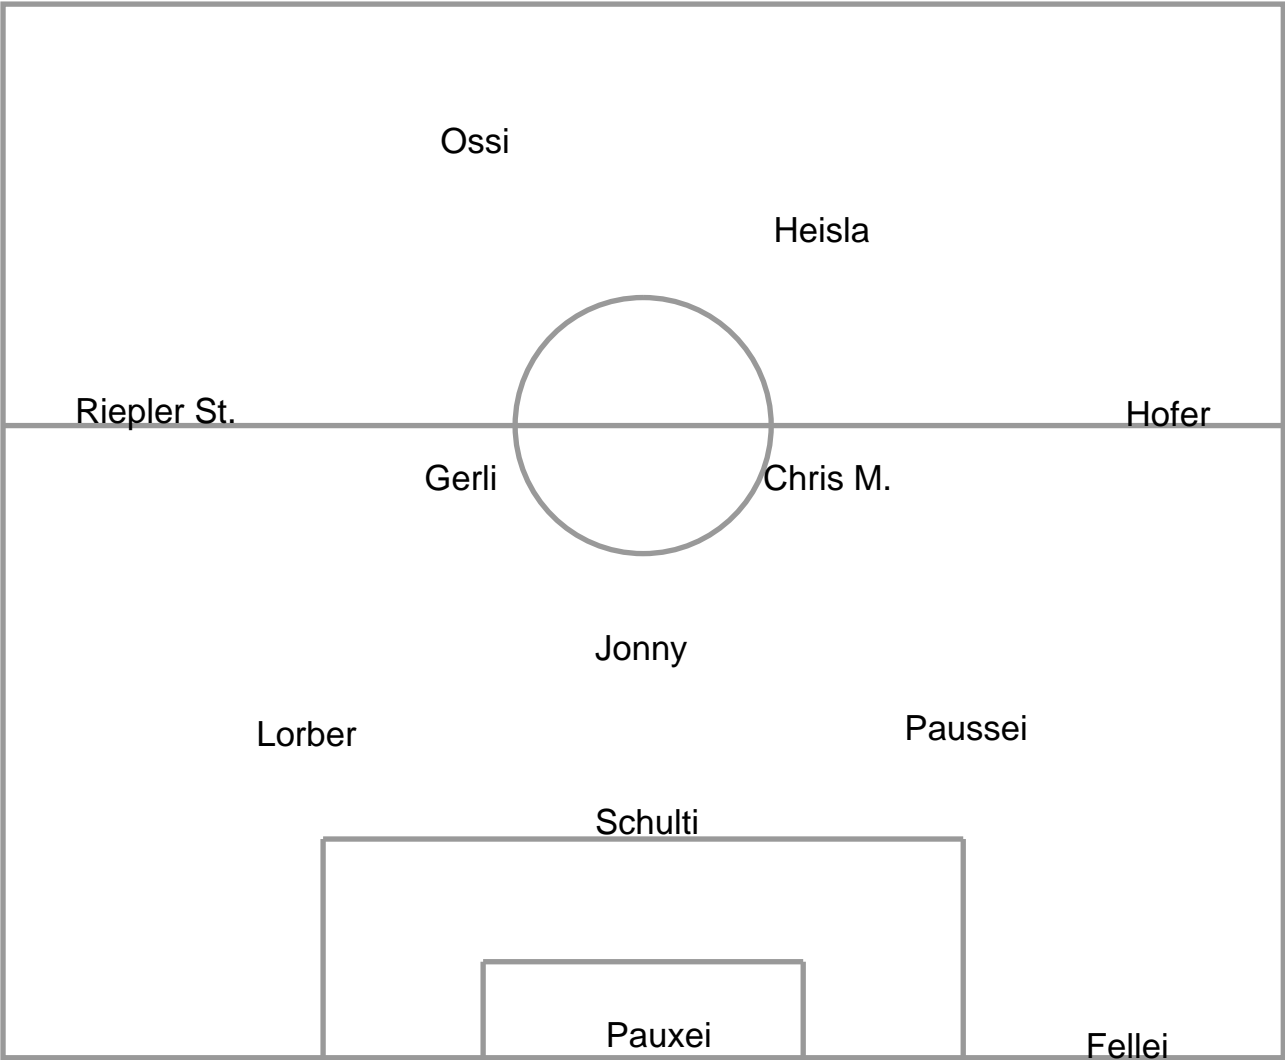 Ossi
Heisla
Riepler St.
Hofer
Gerli
Chris M.
Jonny
Lorber
Paussei
Schulti
Pauxei
Fellei